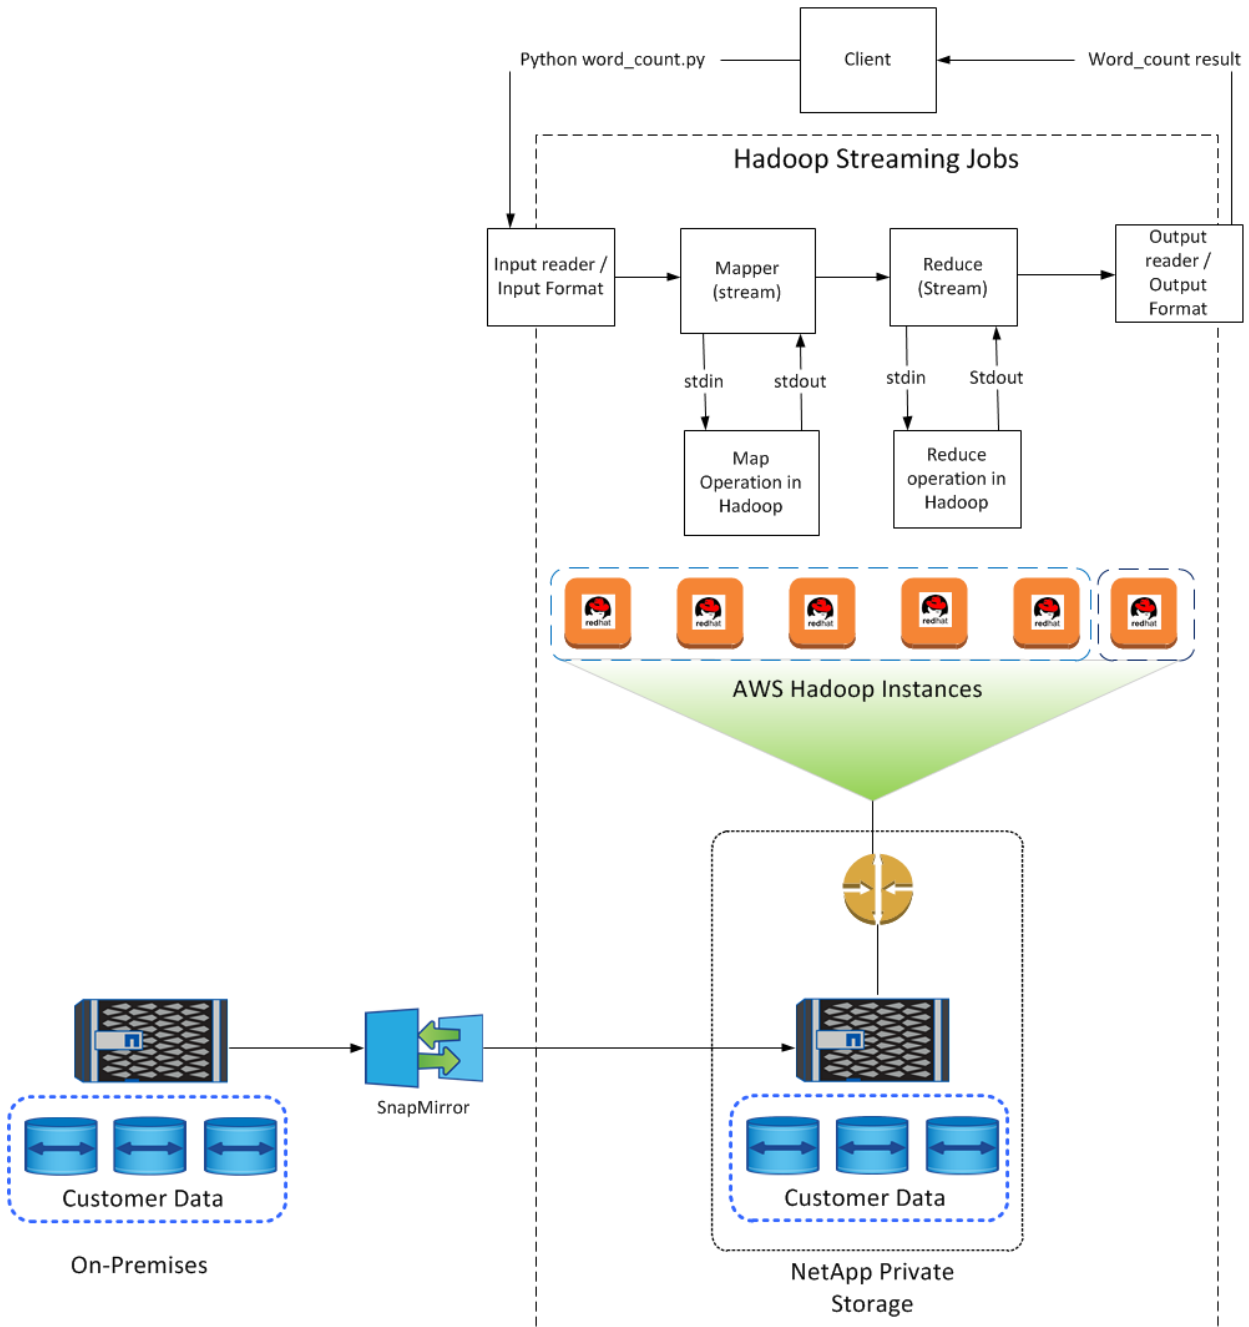 Python word_count.py
Client
Word_count result
Hadoop Streaming Jobs
Input reader /
Input Format
Mapper
(stream)
Reduce
(Stream)
Output
reader /
Output
Format
stdin
stdout
stdin
Stdout
Map
Operation in
Hadoop
Reduce
operation in
Hadoop
redhat
redhat
redhat
redhat
redhat
redhat
AWS Hadoop Instances
SnapMirror
Customer Data
Customer Data
On-Premises
NetApp Private
Storage